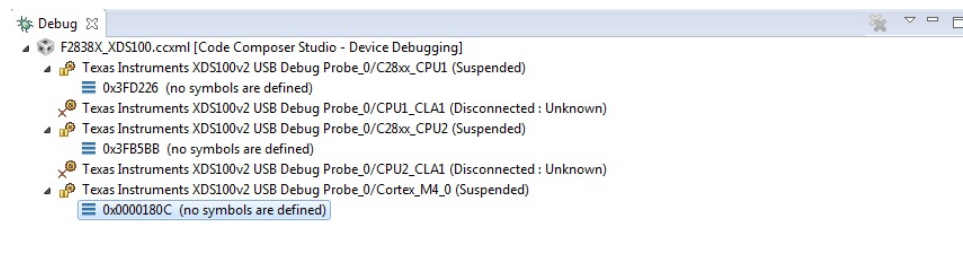 Debug
F2838X_XDS100.ccxml [Code Composer Studio - Device Debugging]
Texas Instruments XDS100v2 USB Debug Probe_0/C28xx_CPU1 (Suspended)
0x3FD226 (no symbols are defined)
Texas Instruments XDS100v2 USB Debug Probe_0/CPU1_CLA1 (Disconnected : Unknown)
Texas Instruments XDS100v2 USB Debug Probe_0/C28xx_CPU2 (Suspended)
0x3FB5BB (no symbols are defined)
Texas Instruments XDS100v2 USB Debug Probe_0/CPU2_CLA1 (Disconnected : Unknown)
Texas Instruments XDS100v2 USB Debug Probe_0/Cortex_M4_0 (Suspended)
0x0000180C (no symbols are defined)